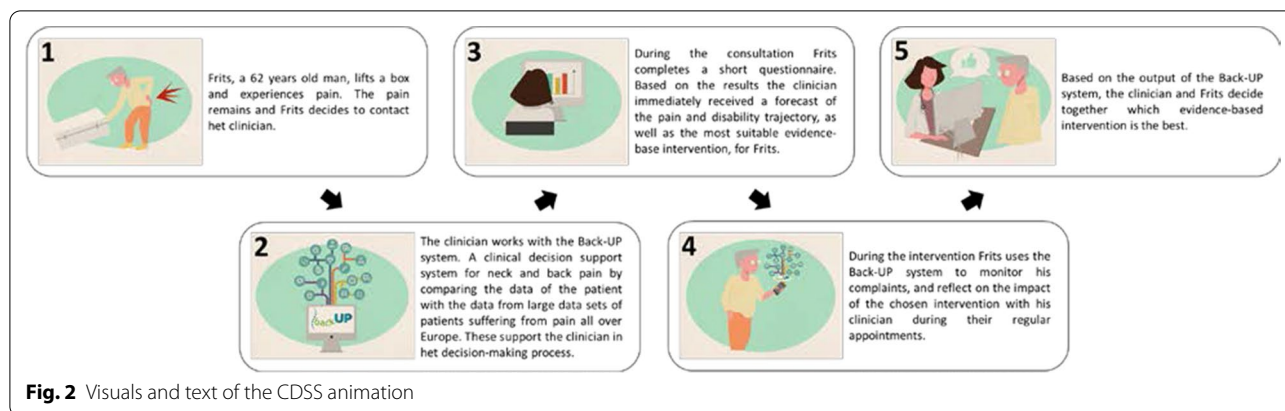 1
Frits, a 62 years old man, lifts a box
and experiences pain. The pain
remains and Frits decides to contact
het clinician.
2
back UP
The clinician works with the Back-UP
system. A clinical decision support
system for neck and back pain by
comparing the data of the patient
with the data from large data sets of
patients suffering from pain all over
Europe. These support the clinician in
het decision-making process.
3
During the consultation Frits
completes a short questionnaire.
Based on the results the clinician
immediately received a forecast of
the pain and disability trajectory, as
well as the most suitable evidence-
base intervention, for Frits.
4
During the intervention Frits uses the
Back-UP system to monitor his
complaints, and reflect on the impact
of the chosen intervention with his
clinician during their regular
appointments.
5
Based on the output of the Back-UP
system, the clinician and Frits decide
together which evidence-based
intervention is the best.
Fig. 2 Visuals and text of the CDSS animation